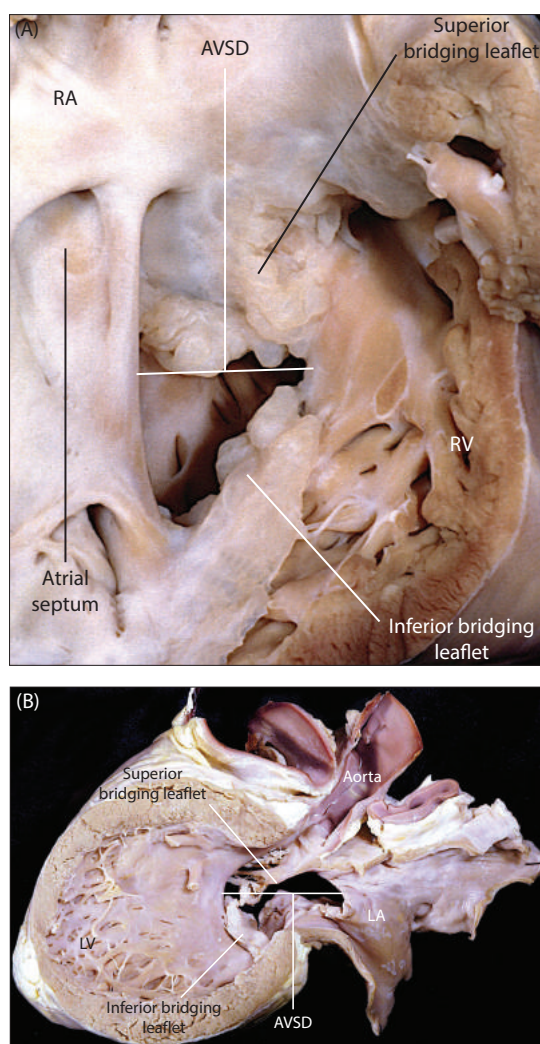 (A)
AVSD
Superior
bridging leaflet
RA
RV
Atrial
septum
Inferior bridging
leaflet
(B)
Superior
bridging leaflet
Aorta
LV
LA
Inferior bridging
leaflet
AVSD